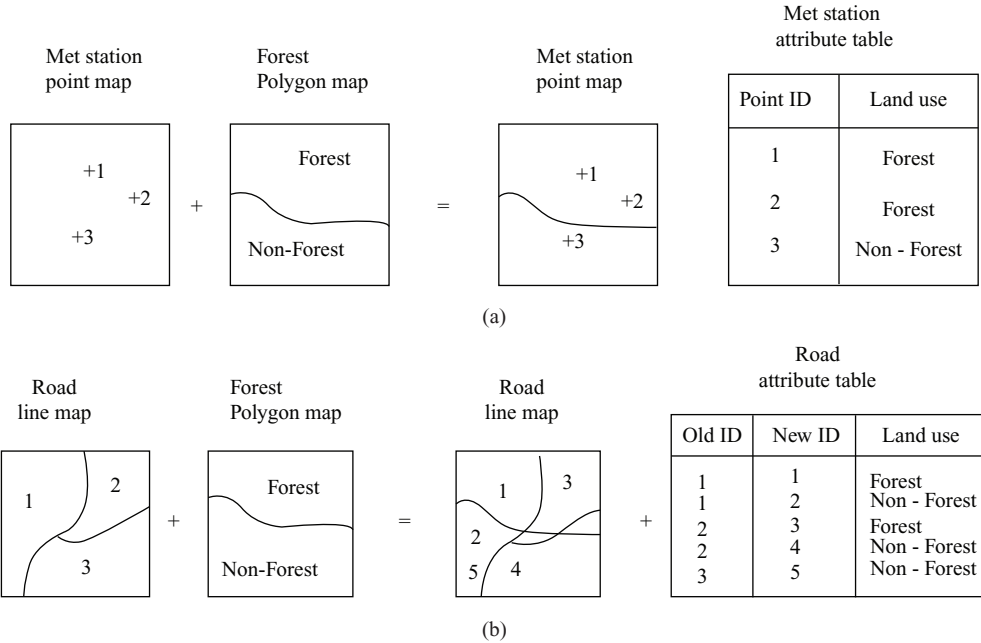 Met station
point map
Forest
Polygon map
Met station
point map
Met station
attribute table
+1
+2
+3
+
Forest
Non-Forest
=
+1
+2
+3
Point ID Land use
1 Forest
2 Forest
3 Non - Forest
(a)
Road
line map
Forest
Polygon map
Road
line map
Road
attribute table
1
2
3
+
Forest
Non-Forest
=
1
3
2
5
4
+
Old ID New ID Land use
1 1 Forest
1 2 Non - Forest
2 3 Forest
2 4 Non - Forest
3 5 Non - Forest
(b)